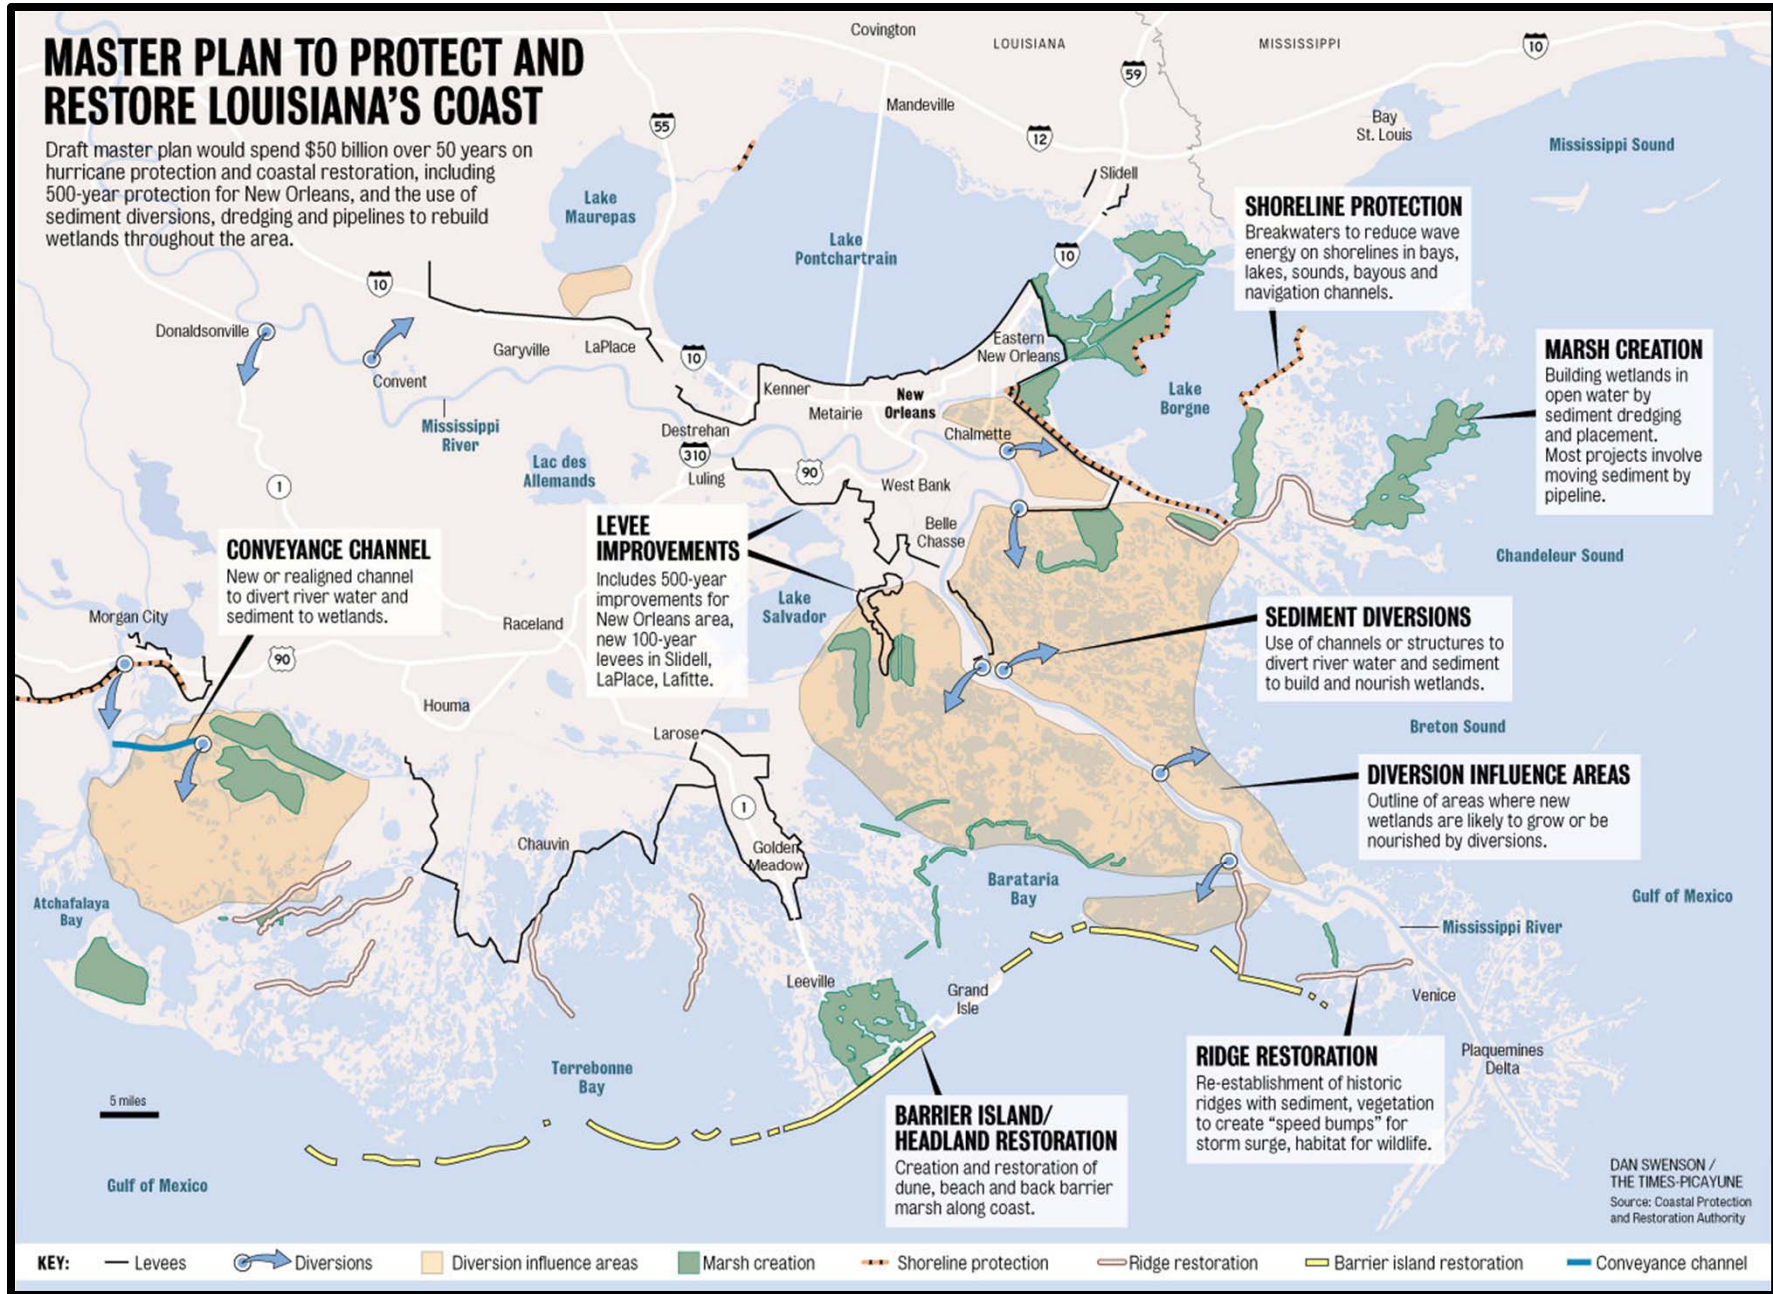 MASTER PLAN TO PROTECT AND
RESTORE LOUISIANA'S COAST
Draft master plan would spend $50 billion over 50 years on
hurricane protection and coastal restoration, including
500-year protection for New Orleans, and the use of
sediment diversions, dredging and pipelines to rebuild
wetlands throughout the area.
Covington
LOUISIANA
MISSISSIPPI
10
59
Mandeville
55
12
Bay
St. Louis
Mississippi Sound
Slidell
Lake
Maurepas
Lake
Pontchartrain
10
10
SHORELINE PROTECTION
Breakwaters to reduce wave
energy on shorelines in bays,
lakes, sounds, bayous and
navigation channels.
Donaldsonville
Convent
Garyville
LaPlace
10
Eastern
New Orleans
Kenner
Metairie
New
Orleans
Lake
Borgne
MARSH CREATION
Building wetlands in
open water by
sediment dredging
and placement.
Most projects involve
moving sediment by
pipeline.
Mississippi
River
Destrehan
310
Luling
Chalmette
Lac des
Allemands
90
West Bank
1
Belle
Chasse
LEVEE
IMPROVEMENTS
Includes 500-year
improvements for
New Orleans area,
new 100-year
levees in Slidell,
LaPlace, Lafitte.
CONVEYANCE CHANNEL
New or realigned channel
to divert river water and
sediment to wetlands.
Chandeleur Sound
Morgan City
90
Raceland
Lake
Salvador
SEDIMENT DIVERSIONS
Use of channels or structures to
divert river water and sediment
to build and nourish wetlands.
Houma
Larose
Breton Sound
DIVERSION INFLUENCE AREAS
Outline of areas where new
wetlands are likely to grow or be
nourished by diversions.
1
Chauvin
Golden
Meadow
Atchafalaya
Bay
Barataria
Bay
Gulf of Mexico
Mississippi River
Leeville
Grand
Isle
Venice
Plaquemines
Delta
Terrebonne
Bay
RIDGE RESTORATION
Re-establishment of historic
ridges with sediment, vegetation
to create “speed bumps” for
storm surge, habitat for wildlife.
5 miles
BARRIER ISLAND/
HEADLAND RESTORATION
Creation and restoration of
dune, beach and back barrier
marsh along coast.
Gulf of Mexico
DAN SWENSON /
THE TIMES-PICAYUNE
Source: Coastal Protection
and Restoration Authority
KEY: Levees Diversions Diversion influence areas Marsh creation Shoreline protection Ridge restoration Barrier island restoration Conveyance channel